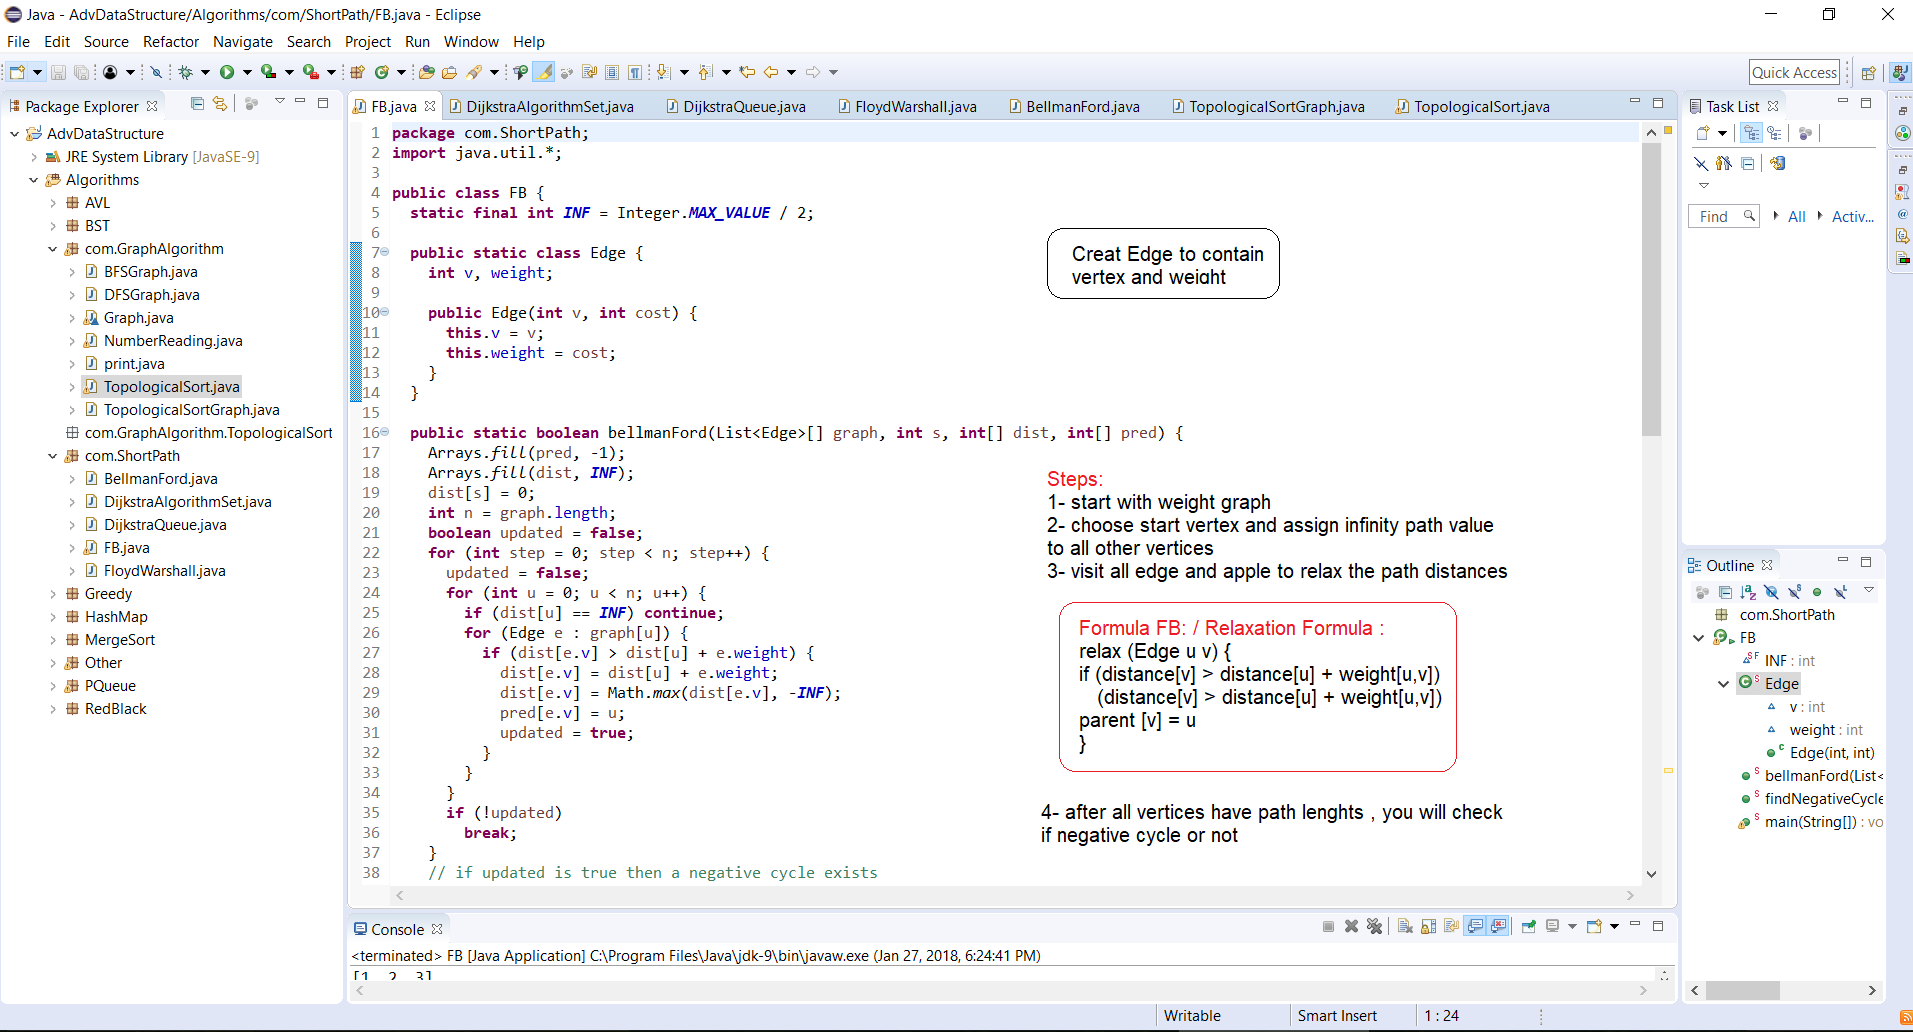 Java - AdvDataStructure/Algorithms/com/ShortPath/FB.java - Eclipse
File Edit Source Refactor Navigate Search Project Run Window Help
Quick Access
Package Explorer
AdvDataStructure
JRE System Library [JavaSE-9]
Algorithms
AVL
BST
com.GraphAlgorithm
BFSGraph.java
DFSGraph.java
Graph.java
NumberReading.java
print.java
TopologicalSort.java
TopologicalSortGraph.java
com.GraphAlgorithm.TopologicalSort
com.ShortPath
BellmanFord.java
DijkstraAlgorithmSet.java
DijkstraQueue.java
FB.java
FloydWarshall.java
Greedy
HashMap
MergeSort
Other
PQueue
RedBlack
FB.java DijkstraAlgorithmSet.java DijkstraQueue.java FloydWarshall.java BellmanFord.java TopologicalSortGraph.java TopologicalSort.java
1 package com.ShortPath;
2 import java.util.*;
3
4 public class FB {
5 static final int INF = Integer.MAX_VALUE / 2;
6
7 public static class Edge {
8 int v, weight;
9
10 public Edge(int v, int cost) {
11 this.v = v;
12 this.weight = cost;
13 }
14 }
15
16 public static boolean bellmanFord(List<Edge>[] graph, int s, int[] dist, int[] pred) {
17 Arrays.fill(pred, -1);
18 Arrays.fill(dist, INF);
19 dist[s] = 0;
20 int n = graph.length;
21 boolean updated = false;
22 for (int step = 0; step < n; step++) {
23 updated = false;
24 for (int u = 0; u < n; u++) {
25 if (dist[u] == INF) continue;
26 for (Edge e : graph[u]) {
27 if (dist[e.v] > dist[u] + e.weight) {
28 dist[e.v] = dist[u] + e.weight;
29 dist[e.v] = Math.max(dist[e.v], -INF);
30 pred[e.v] = u;
31 updated = true;
32 }
33 }
34 }
35 if (!updated)
36 break;
37 }
38 // if updated is true then a negative cycle exists
Creat Edge to contain
vertex and weidht
Steps:
1- start with weight graph
2- choose start vertex and assign infinity path value
to all other vertices
3- visit all edge and apple to relax the path distances
Formula FB: / Relaxation Formula :
relax (Edge u v) {
if (distance[v] > distance[u] + weight[u,v])
(distance[v] > distance[u] + weight[u,v])
parent [v] = u
}
4- after all vertices have path lenghts , you will check
if negative cycle or not
Console
<terminated> FB [Java Application] C:\Program Files\Java\jdk-9\bin\javaw.exe (Jan 27, 2018, 6:24:41 PM)
[1, 2, 3]
Task List
Find All Activ...
Outline
com.ShortPath
FB
INF : int
Edge
v : int
weight : int
Edge(int, int)
bellmanFord(List<
findNegativeCycle
main(String[]) : vo
Writable Smart Insert 1 : 24